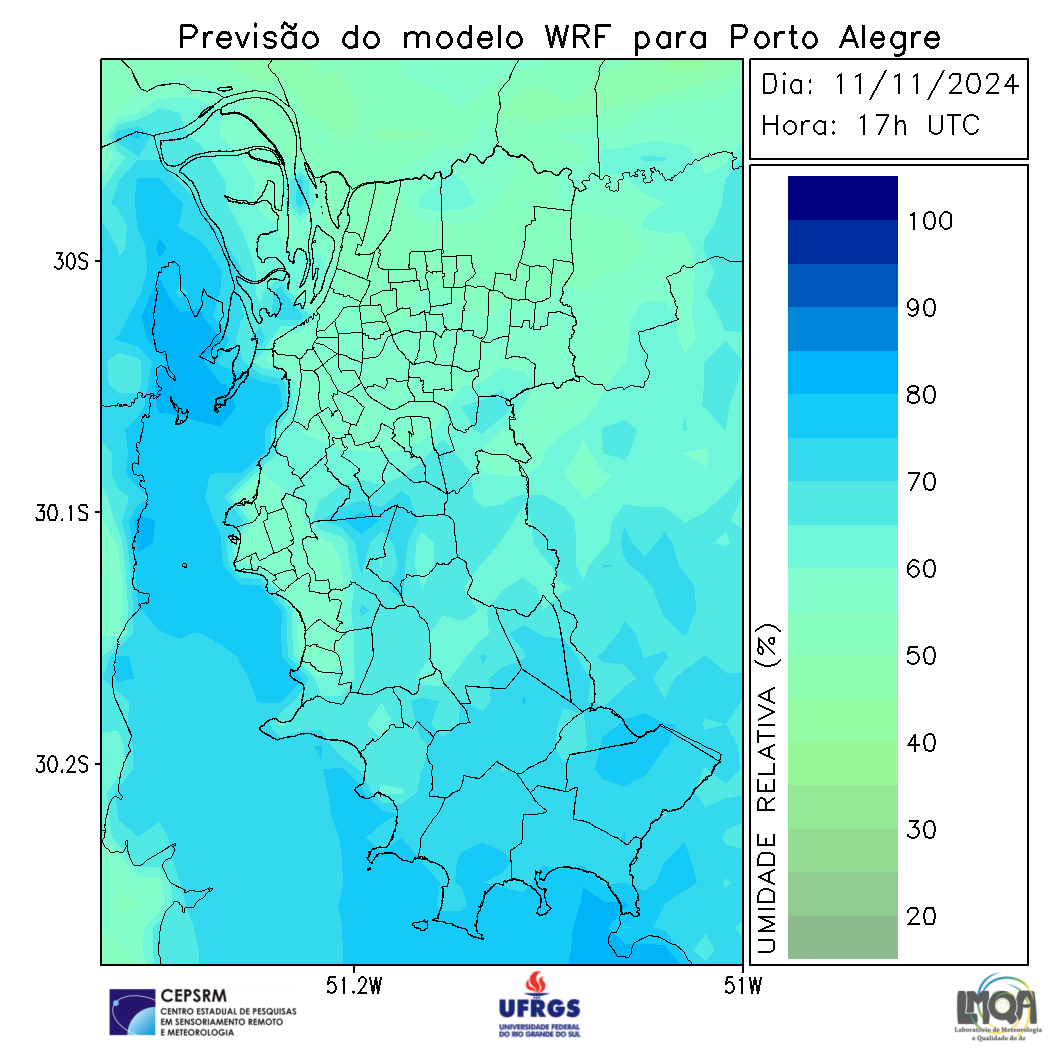 Previsão do modelo WRF para Porto Alegre
Dia: 11/11/2024
Hora: 17h UTC
30S
30.1S
30.2S
51.2W
51W
100
90
80
70
60
50
40
30
20
UMIDADE RELATIVA (%)
CEPSRM
CENTRO ESTADUAL DE PESQUISAS
EM SENSORIAMENTO REMOTO
E METEOROLOGIA
UFRGS
UNIVERSIDADE FEDERAL
DO RIO GRANDE DO SUL
LMQA
Laboratório de Meteorologia
e Qualidade do Ar